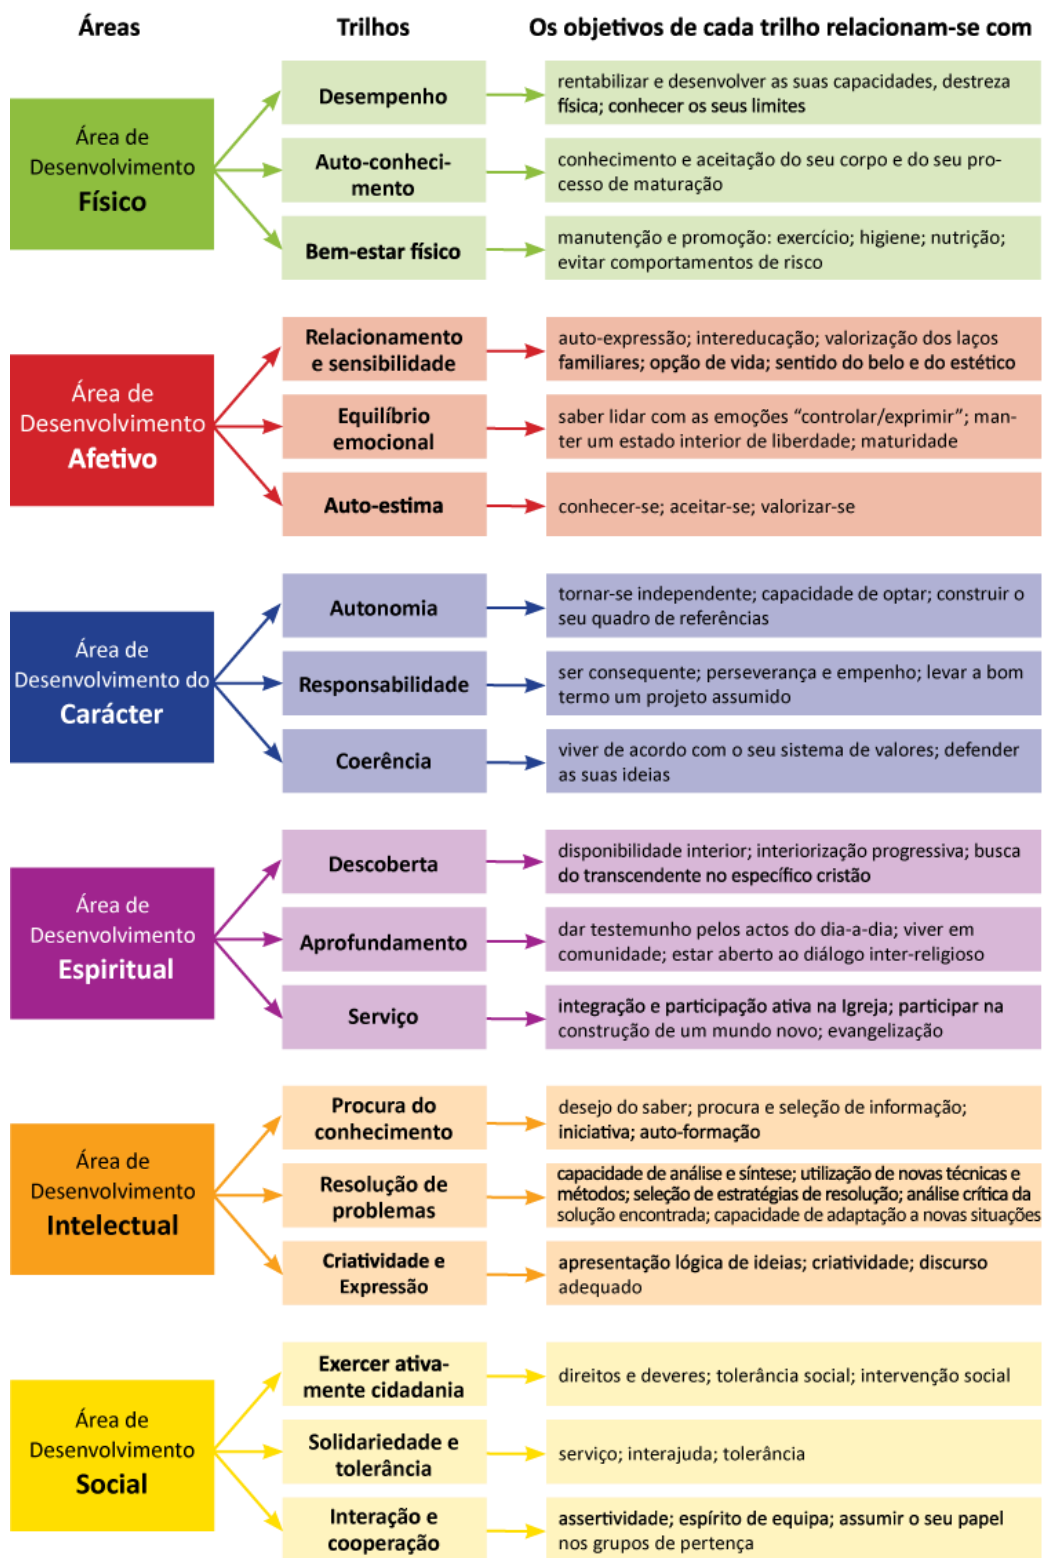 Áreas
Trilhos
Os objetivos de cada trilho relacionam-se com
Área de
Desenvolvimento
Físico
Desempenho
rentabilizar e desenvolver as suas capacidades, destreza
física; conhecer os seus limites
Auto-conheci-
mento
conhecimento e aceitação do seu corpo e do seu pro-
cesso de maturação
Bem-estar físico
manutenção e promoção: exercício; higiene; nutrição;
evitar comportamentos de risco
Área de
Desenvolvimento
Afetivo
Relacionamento
e sensibilidade
auto-expressão; intereducação; valorização dos laços
familiares; opção de vida; sentido do belo e do estético
Equilíbrio
emocional
saber lidar com as emoções “controlar/exprimir”; man-
ter um estado interior de liberdade; maturidade
Auto-estima
conhecer-se; aceitar-se; valorizar-se
Área de
Desenvolvimento do
Carácter
Autonomia
tornar-se independente; capacidade de optar; construir o
seu quadro de referências
Responsabilidade
ser consequente; perseverança e empenho; levar a bom
termo um projeto assumido
Coerência
viver de acordo com o seu sistema de valores; defender
as suas ideias
Área de
Desenvolvimento
Espiritual
Descoberta
disponibilidade interior; interiorização progressiva; busca
do transcendente no específico cristão
Aprofundamento
dar testemunho pelos actos do dia-a-dia; viver em
comunidade; estar aberto ao diálogo inter-religioso
Serviço
integração e participação ativa na Igreja; participar na
construção de um mundo novo; evangelização
Área de
Desenvolvimento
Intelectual
Procura do
conhecimento
desejo do saber; procura e seleção de informação;
iniciativa; auto-formação
Resolução de
problemas
capacidade de análise e síntese; utilização de novas técnicas e
métodos; seleção de estratégias de resolução; análise crítica da
solução encontrada; capacidade de adaptação a novas situações
Criatividade e
Expressão
apresentação lógica de ideias; criatividade; discurso
adequado
Área de
Desenvolvimento
Social
Exercer ativa-
mente cidadania
direitos e deveres; tolerância social; intervenção social
Solidariedade e
tolerância
serviço; interajuda; tolerância
Interação e
cooperação
assertividade; espírito de equipa; assumir o seu papel
nos grupos de pertença